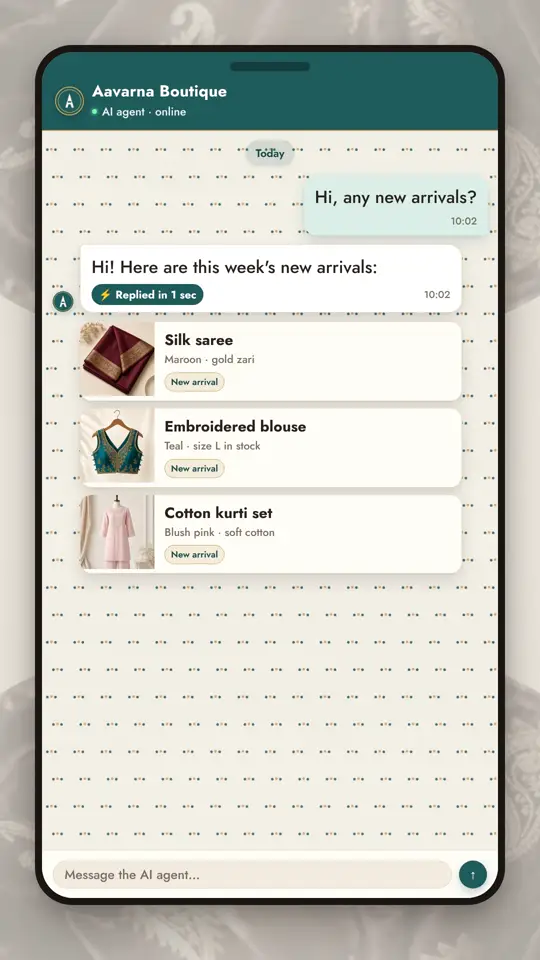 Aavarna Boutique
AI agent · online
Today
Hi, any new arrivals?
10:02
Hi! Here are this week's new arrivals:
⚡ Replied in 1 sec
10:02
Silk saree
Maroon · gold zari
New arrival
Embroidered blouse
Teal · size L in stock
New arrival
Cotton kurti set
Blush pink · soft cotton
New arrival
Message the AI agent...
↑